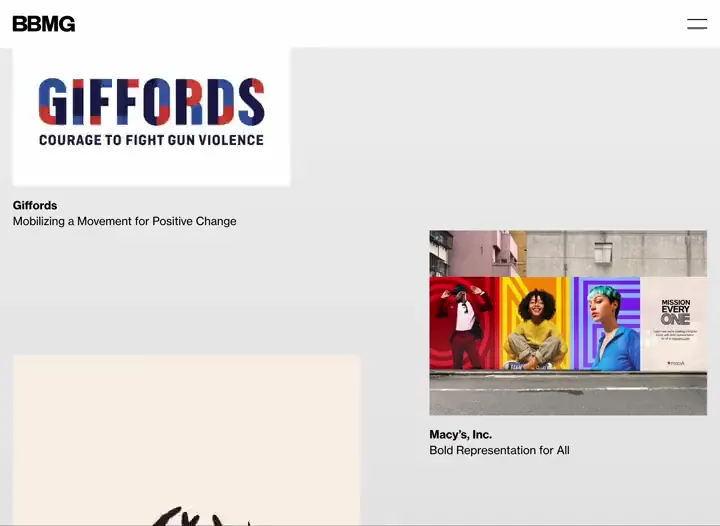 BBMG
GIFFORDS
COURAGE TO FIGHT GUN VIOLENCE
Giffords
Mobilizing a Movement for Positive Change
MISSION
EVERY
ONE
Macy's, Inc.
Bold Representation for All